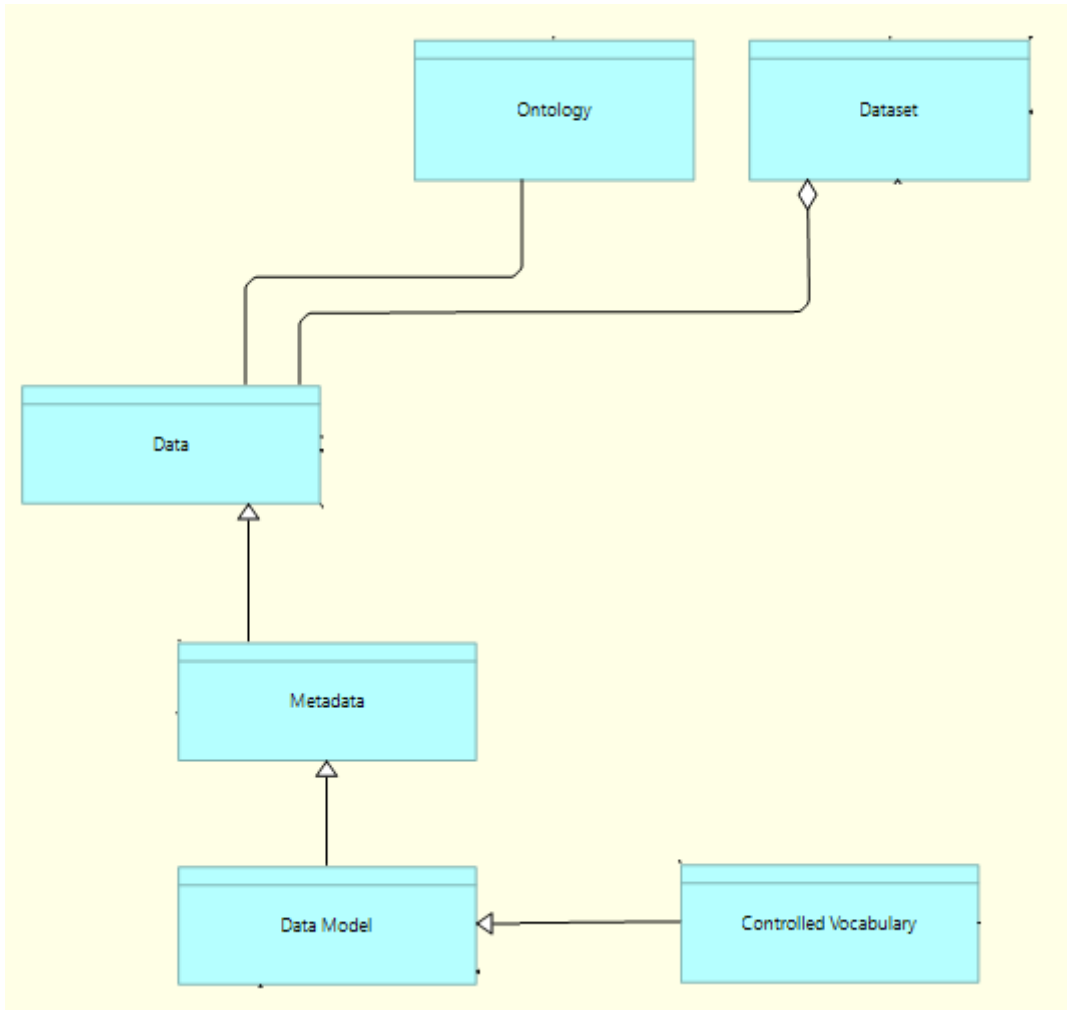 Ontology
Dataset
Data
Metadata
Data Model
Controlled Vocabulary